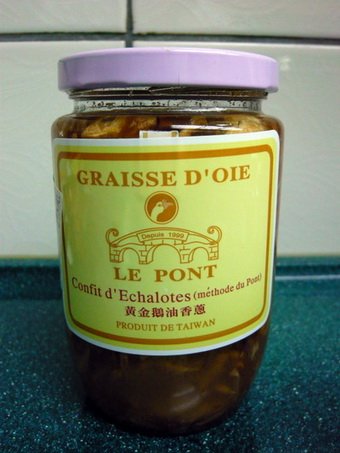 GRAISSE D'OIE
Depuis 1999
LE PONT
Confit d'Echalotes (méthode du Pont)
黃金鵝油香蔥
PRODUIT DE TAIWAN